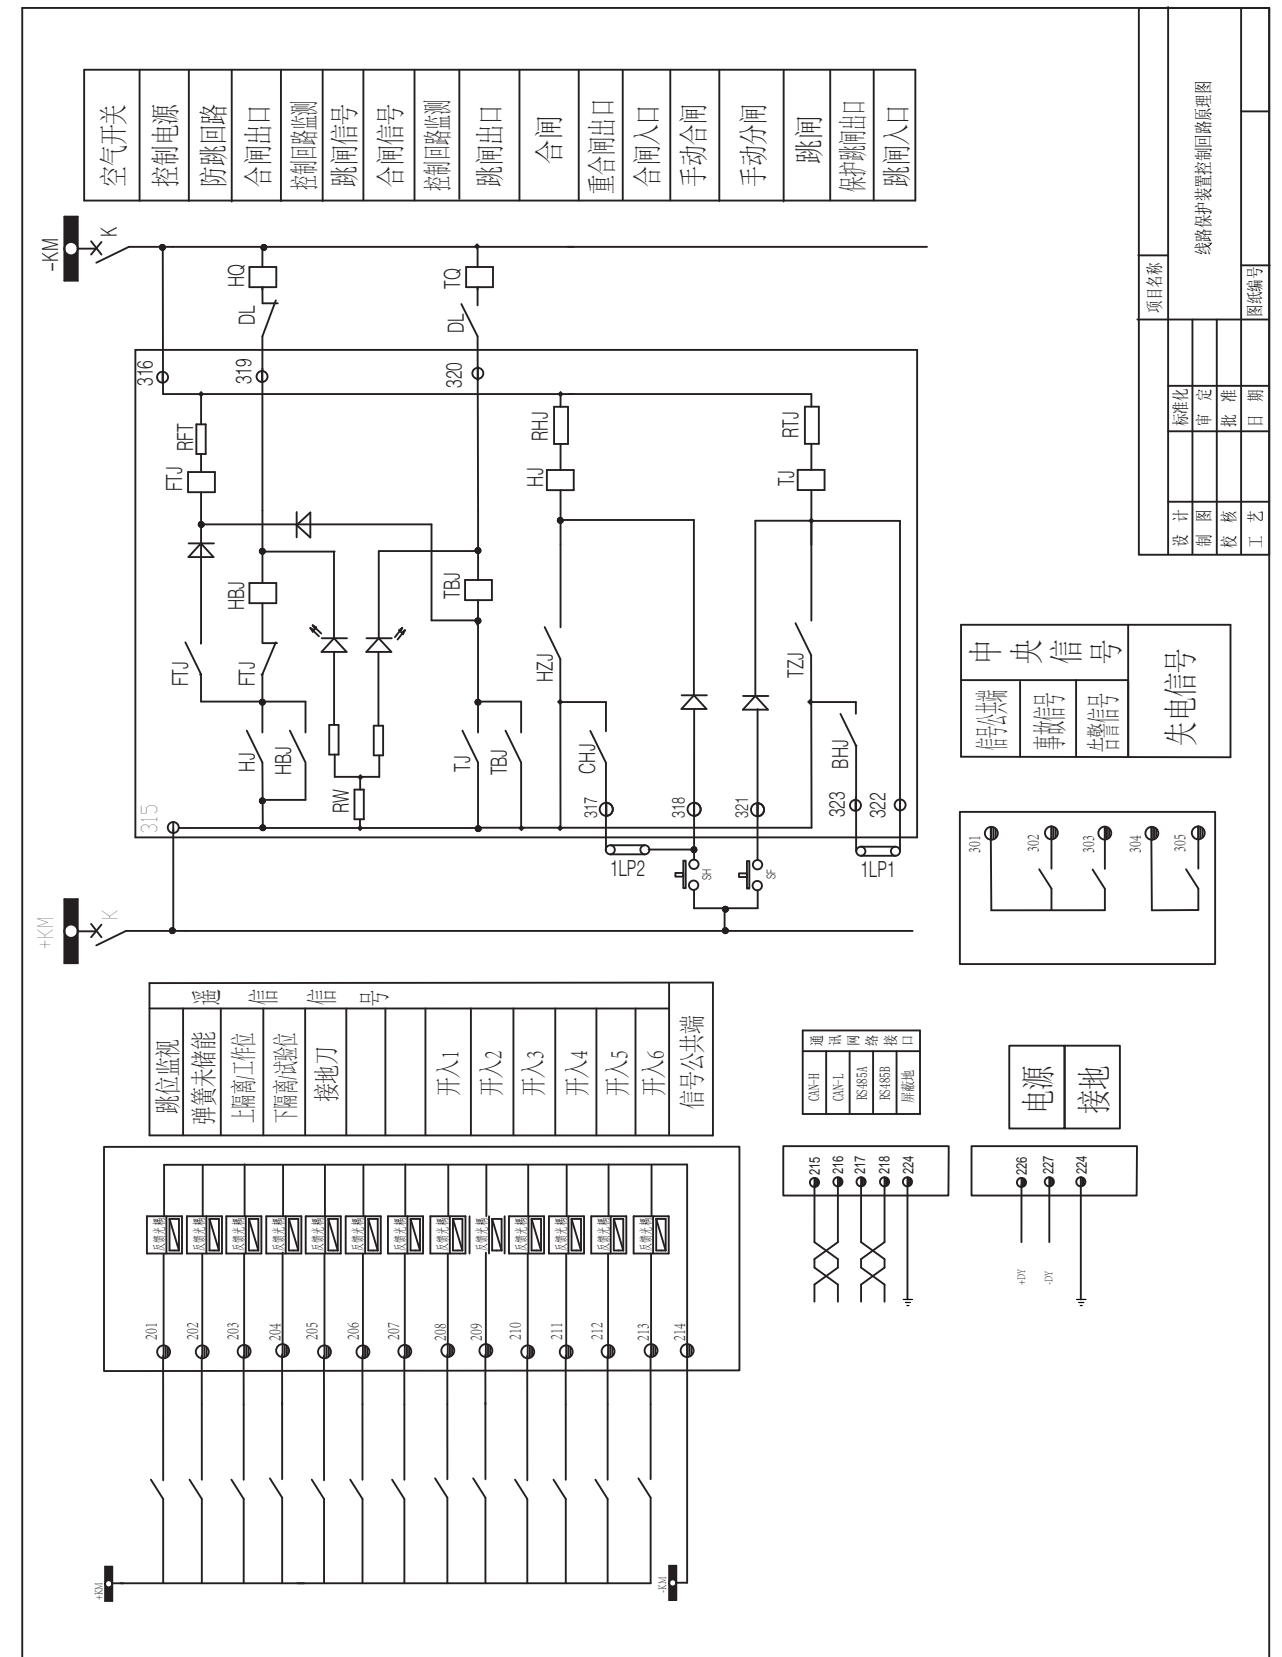 空气开关
控制电源
防跳回路
合闸出口
控制回路监测
跳闸信号
合闸信号
控制回路监测
跳闸出口
合闸
重合闸出口
合闸入口
手动合闸
手动分闸
跳闸
保护跳闸出口
跳闸入口
-KM
K
HQ
TQ
DL
DL
316
319
320
RFT
FTJ
RHJ
HJ
RTJ
TJ
HBJ
TBJ
FTJ
FTJ
HZJ
TZJ
HJ
HBJ
TJ
TBJ
CHJ
BHJ
RW
315
317
318
321
323
322
1LP2
SH
SF
1LP1
+KM
K
项目名称
线路保护装置控制回路原理图
图纸编号
标准化
审 定
批 准
日 期
设 计
制 图
校 核
工 艺
中央信号
信号公共端
事故信号
失电信号
301
302
303
304
305
遥信信号
跳位监视
弹簧未储能
上隔离/工作位
下隔离/试验位
接地刀
开入1
开入2
开入3
开入4
开入5
开入6
信号公共端
通讯网络接口
CAN-H
CAN-L
RS485A
RS485B
屏蔽地
电源
接地
215
216
217
218
224
226
227
224
+DY
-DY
201
202
203
204
205
206
207
208
209
210
211
212
213
214
+KM
-KM